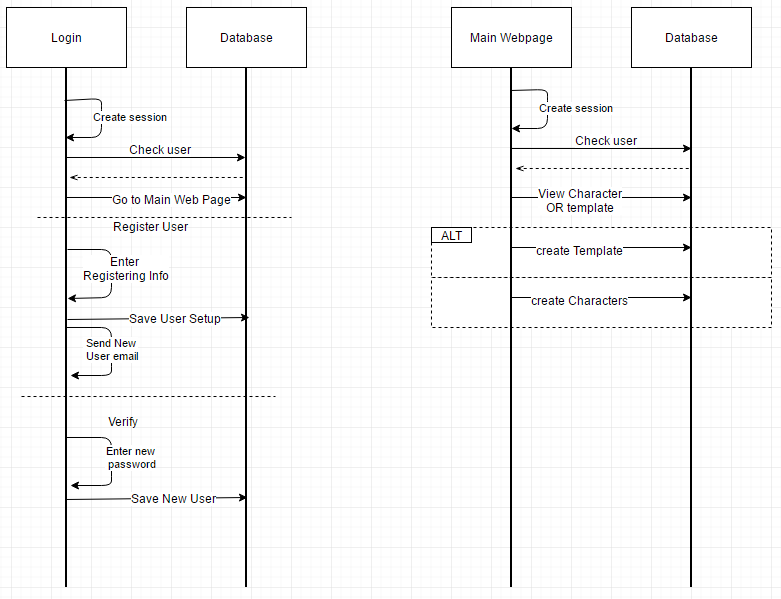 Login
Database
Create session
Check user
Go to Main Web Page
Register User
Enter
Registering Info
Save User Setup
Send New
User email
Verify
Enter new
password
Save New User
Main Webpage
Database
Create session
Check user
View Character
OR template
ALT
create Template
create Characters